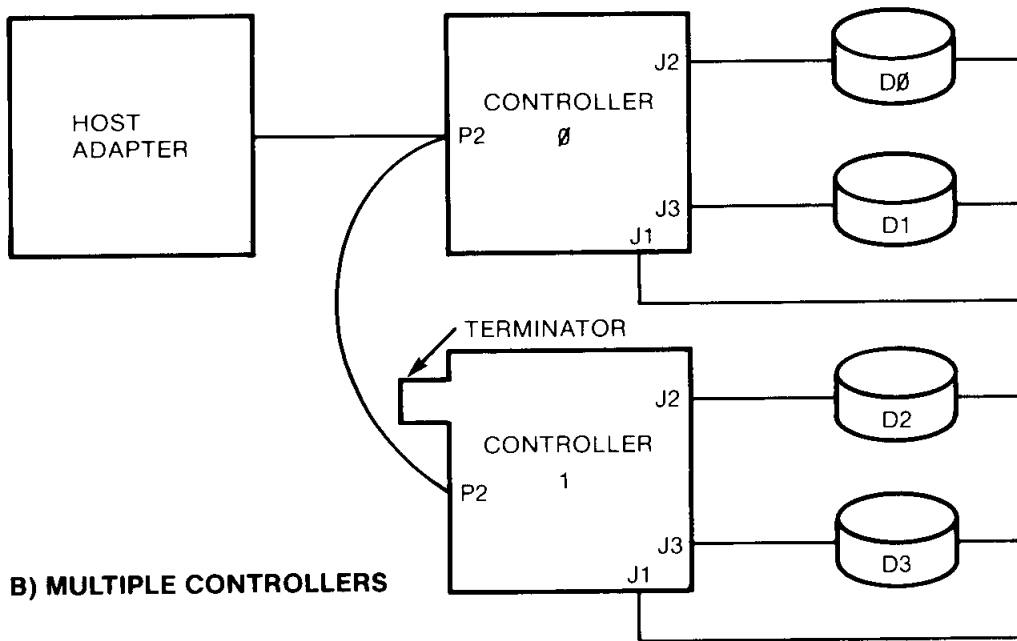 HOST
ADAPTER
P2
CONTROLLER
Ø
J2
J3
J1
DØ
D1
TERMINATOR
P2
CONTROLLER
1
J2
J3
J1
D2
D3
B) MULTIPLE CONTROLLERS